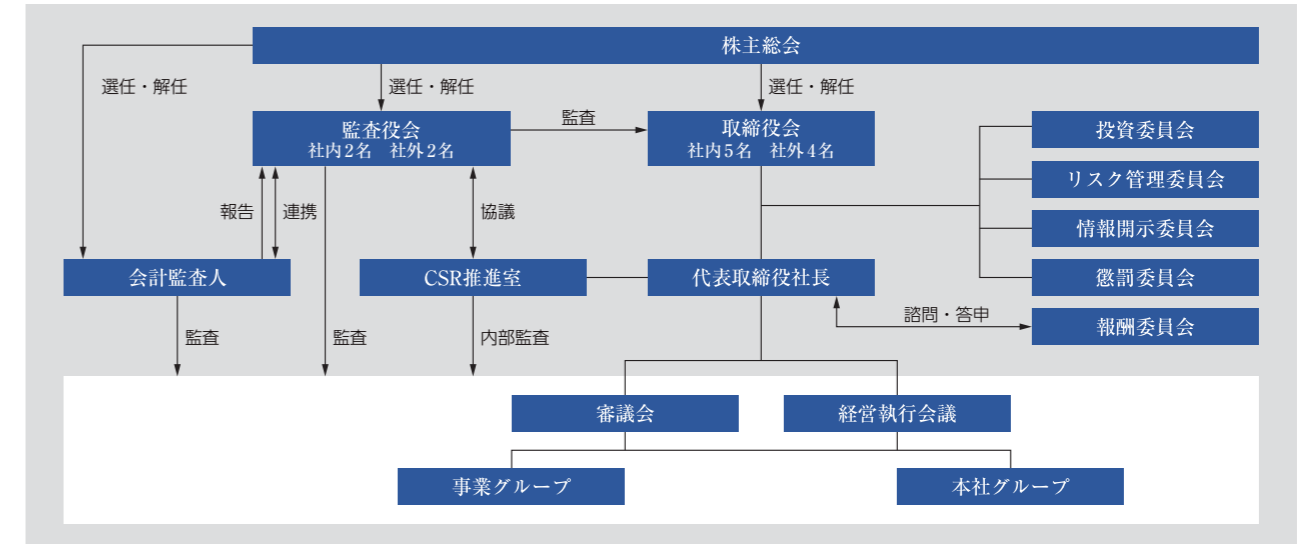 株主総会
選任・解任
選任・解任
選任・解任
監査役会
社内2名 社外2名
監査
取締役会
社内5名 社外4名
投資委員会
リスク管理委員会
情報開示委員会
懲罰委員会
報酬委員会
報告
連携
協議
会計監査人
CSR推進室
代表取締役社長
諮問・答申
監査
監査
内部監査
審議会
経営執行会議
事業グループ
本社グループ